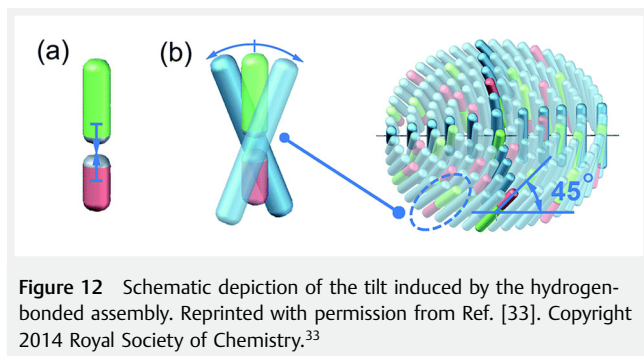 (a)
(b)
45°
Figure 12 Schematic depiction of the tilt induced by the hydrogen-
bonded assembly. Reprinted with permission from Ref. [33]. Copyright
2014 Royal Society of Chemistry.33